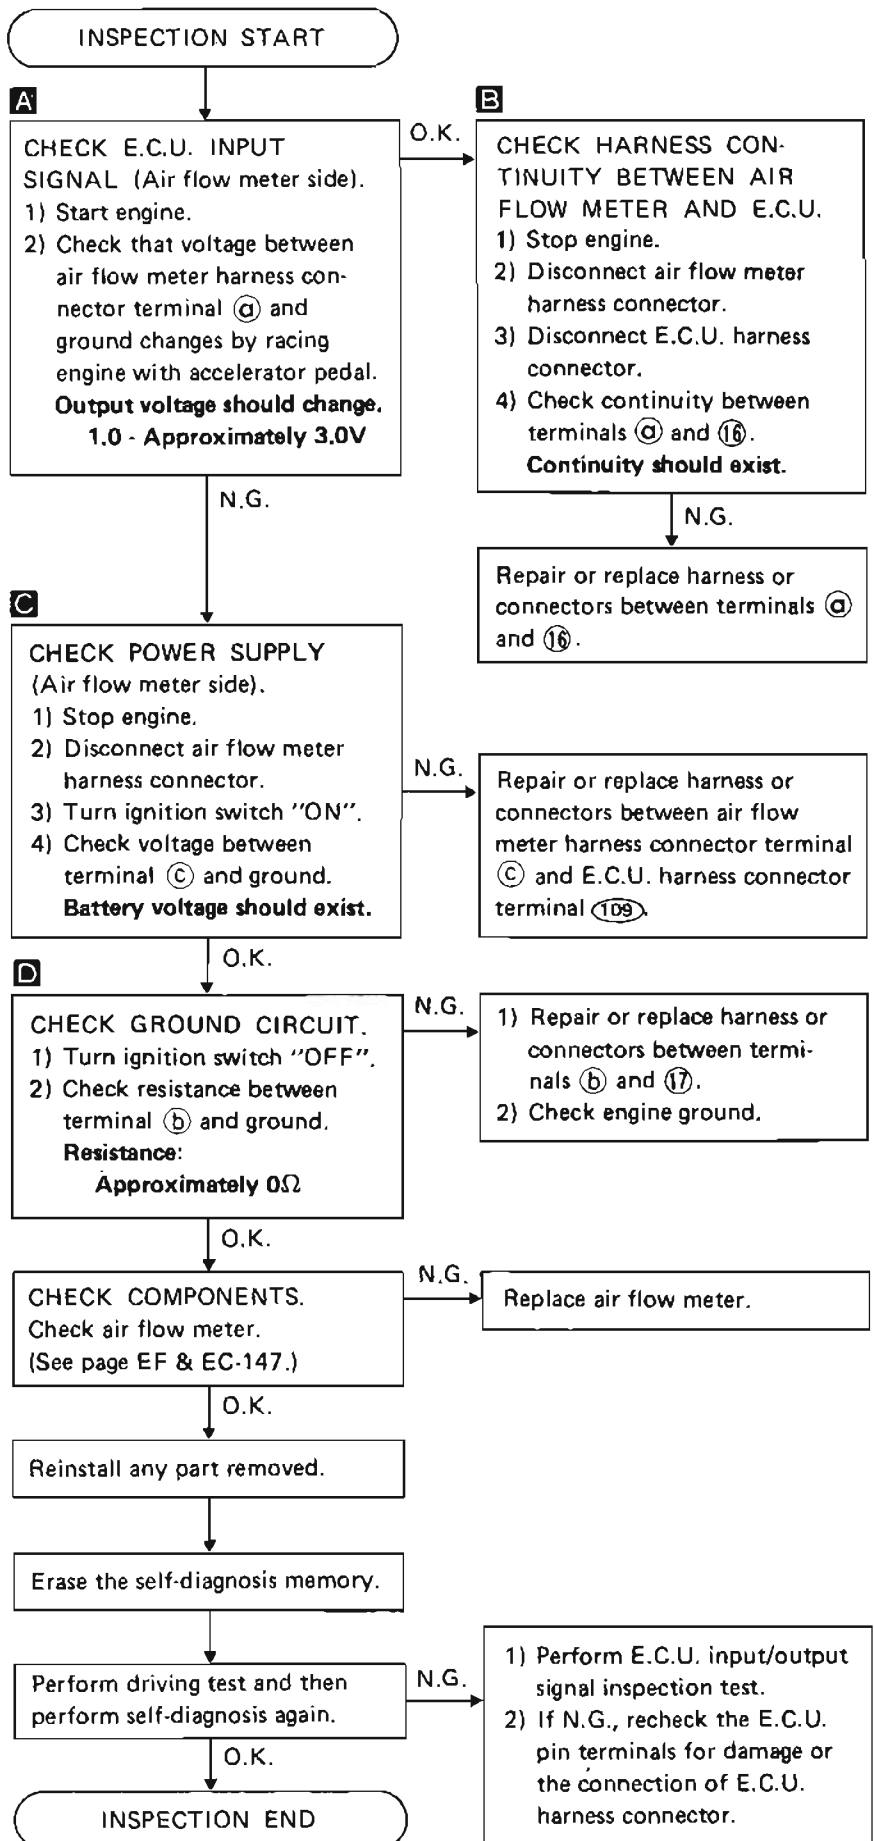 INSPECTION START
A
CHECK E.C.U. INPUT
SIGNAL (Air flow meter side).
1) Start engine.
2) Check that voltage between
air flow meter harness con-
nector terminal ⓐ and
ground changes by racing
engine with accelerator pedal.
Output voltage should change.
1.0 - Approximately 3.0V
O.K.
B
CHECK HARNESS CON-
TINUITY BETWEEN AIR
FLOW METER AND E.C.U.
1) Stop engine.
2) Disconnect air flow meter
harness connector.
3) Disconnect E.C.U. harness
connector.
4) Check continuity between
terminals ⓐ and ⑯.
Continuity should exist.
N.G.
N.G.
Repair or replace harness or
connectors between terminals ⓐ
and ⑯.
C
CHECK POWER SUPPLY
(Air flow meter side).
1) Stop engine.
2) Disconnect air flow meter
harness connector.
3) Turn ignition switch "ON".
4) Check voltage between
terminal ⓒ and ground.
Battery voltage should exist.
N.G.
Repair or replace harness or
connectors between air flow
meter harness connector terminal
ⓒ and E.C.U. harness connector
terminal (109).
O.K.
D
CHECK GROUND CIRCUIT.
1) Turn ignition switch "OFF".
2) Check resistance between
terminal ⓑ and ground.
Resistance:
Approximately 0Ω
N.G.
1) Repair or replace harness or
connectors between termi-
nals ⓑ and ⑰.
2) Check engine ground.
O.K.
CHECK COMPONENTS.
Check air flow meter.
(See page EF & EC-147.)
N.G.
Replace air flow meter.
O.K.
Reinstall any part removed.
Erase the self-diagnosis memory.
Perform driving test and then
perform self-diagnosis again.
N.G.
1) Perform E.C.U. input/output
signal inspection test.
2) If N.G., recheck the E.C.U.
pin terminals for damage or
the connection of E.C.U.
harness connector.
O.K.
INSPECTION END